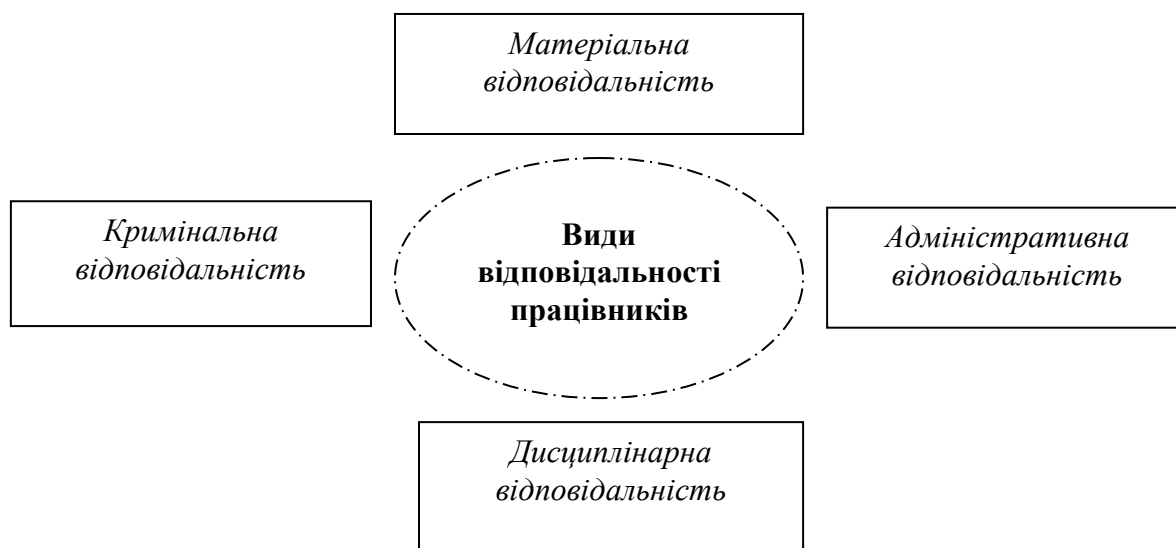 Матеріальна
відповідальність
Кримінальна
відповідальність
Види
відповідальності
працівників
Адміністративна
відповідальність
Дисциплінарна
відповідальність